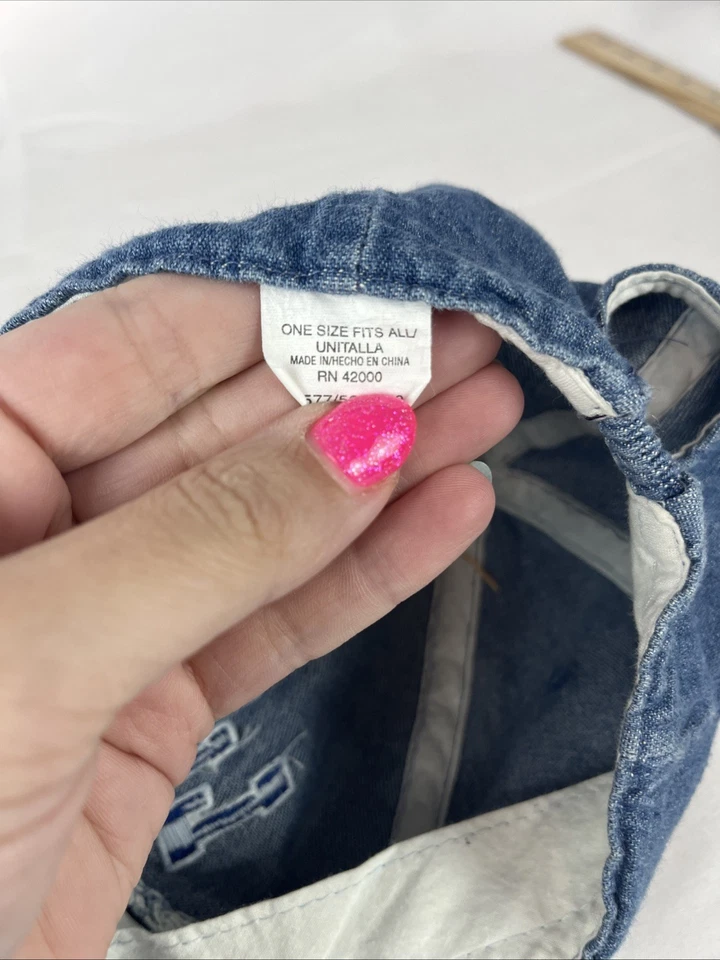 ONE SIZE FITS ALL/
UNITALLA
MADE IN/HECHO EN CHINA
RN 42000